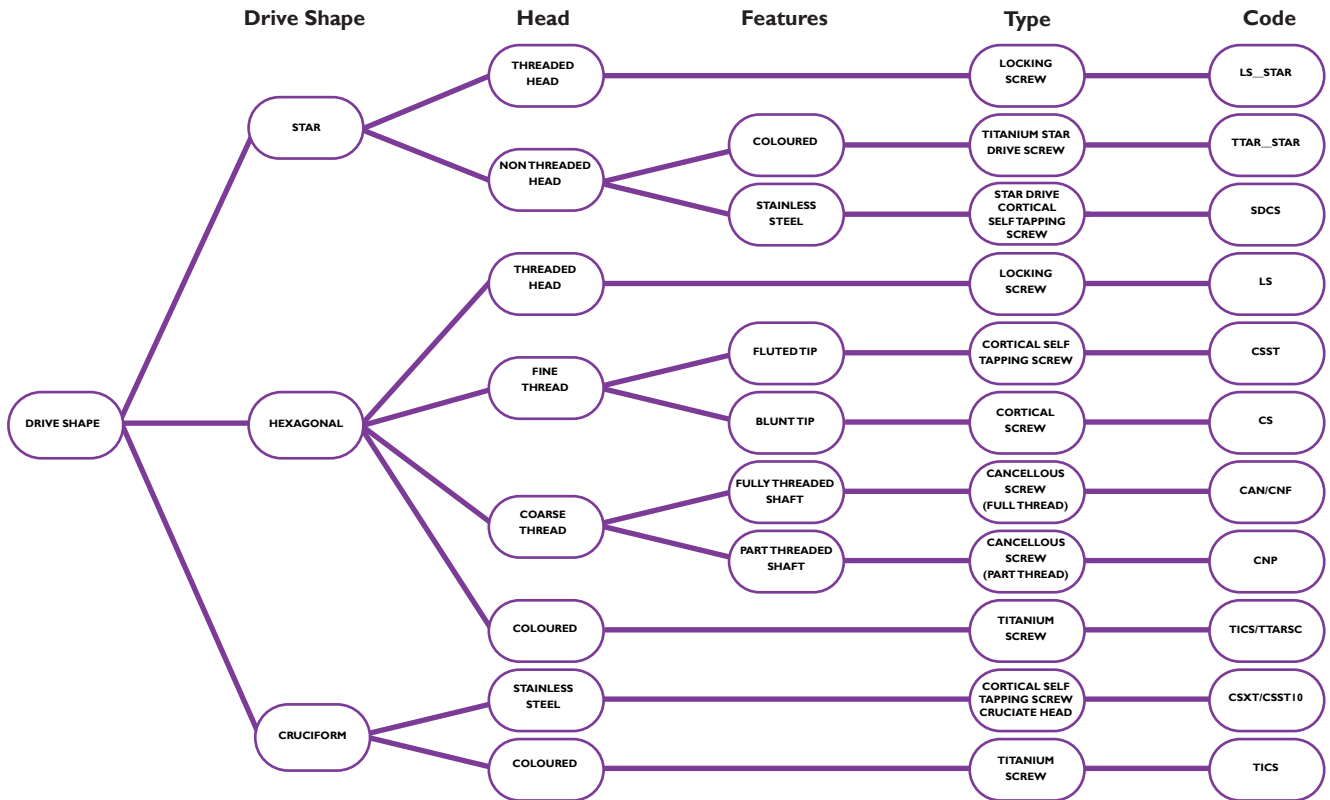 Drive Shape
Head
Features
Type
Code
THREADED
HEAD
LOCKING
SCREW
LS__STAR
STAR
NON THREADED
HEAD
COLOURED
TITANIUM STAR
DRIVE SCREW
TTAR__STAR
STAINLESS
STEEL
STAR DRIVE
CORTICAL
SELF TAPPING
SCREW
SDCS
THREADED
HEAD
LOCKING
SCREW
LS
FINE
THREAD
FLUTED TIP
CORTICAL SELF
TAPPING SCREW
CSST
DRIVE SHAPE
HEXAGONAL
BLUNT TIP
CORTICAL
SCREW
CS
COARSE
THREAD
FULLY THREADED
SHAFT
CANCELLOUS
SCREW
(FULL THREAD)
CAN/CNF
PART THREADED
SHAFT
CANCELLOUS
SCREW
(PART THREAD)
CNP
COLOURED
TITANIUM
SCREW
TICS/TTARSC
CRUCIFORM
STAINLESS
STEEL
CORTICAL SELF
TAPPING SCREW
CRUCIATE HEAD
CSXT/CSST10
COLOURED
TITANIUM
SCREW
TICS